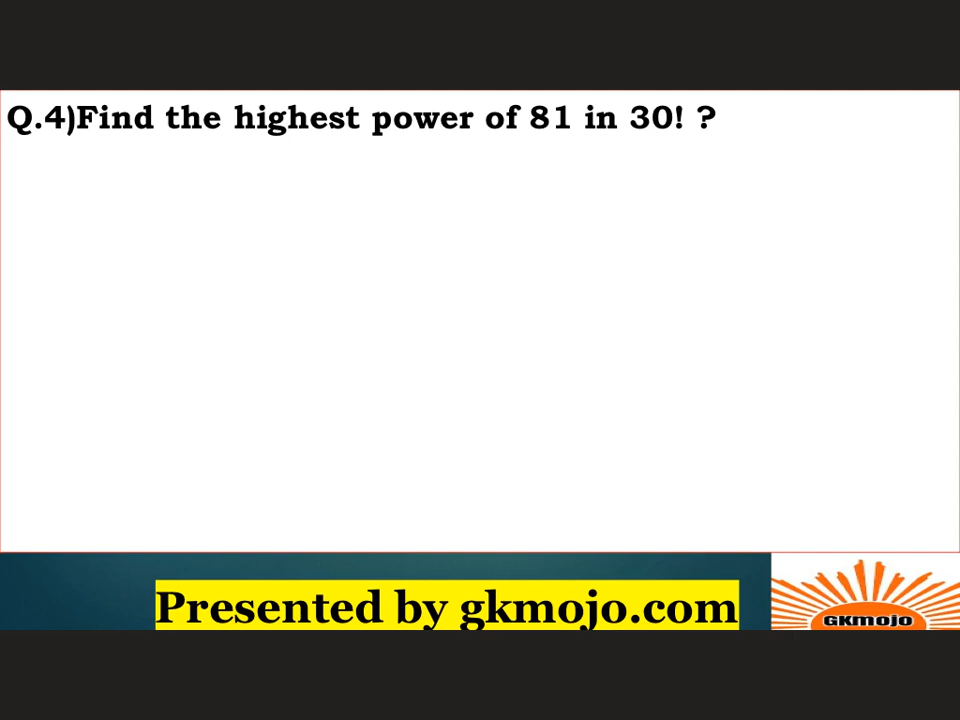 Q.4)Find the highest power of 81 in 30! ?
Presented by gkmojo.com
GKmojo